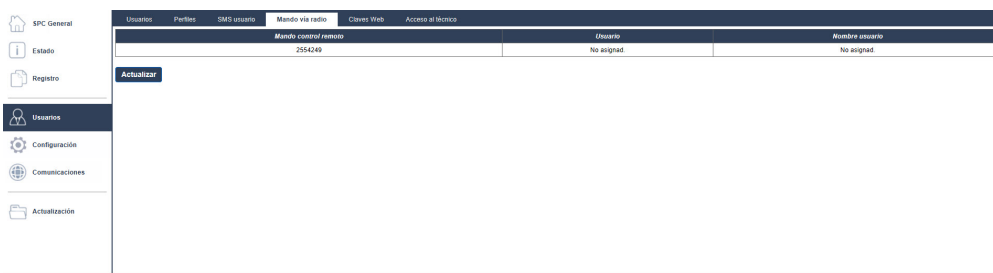 SPC General
Estado
Registro
Usuarios
Configuración
Comunicaciones
Actualización
Usuarios Perfiles SMS usuario Mando vía radio Claves Web Acceso al técnico
Mando control remoto Usuario Nombre usuario
2554249 No asignad. No asignad.
Actualizar